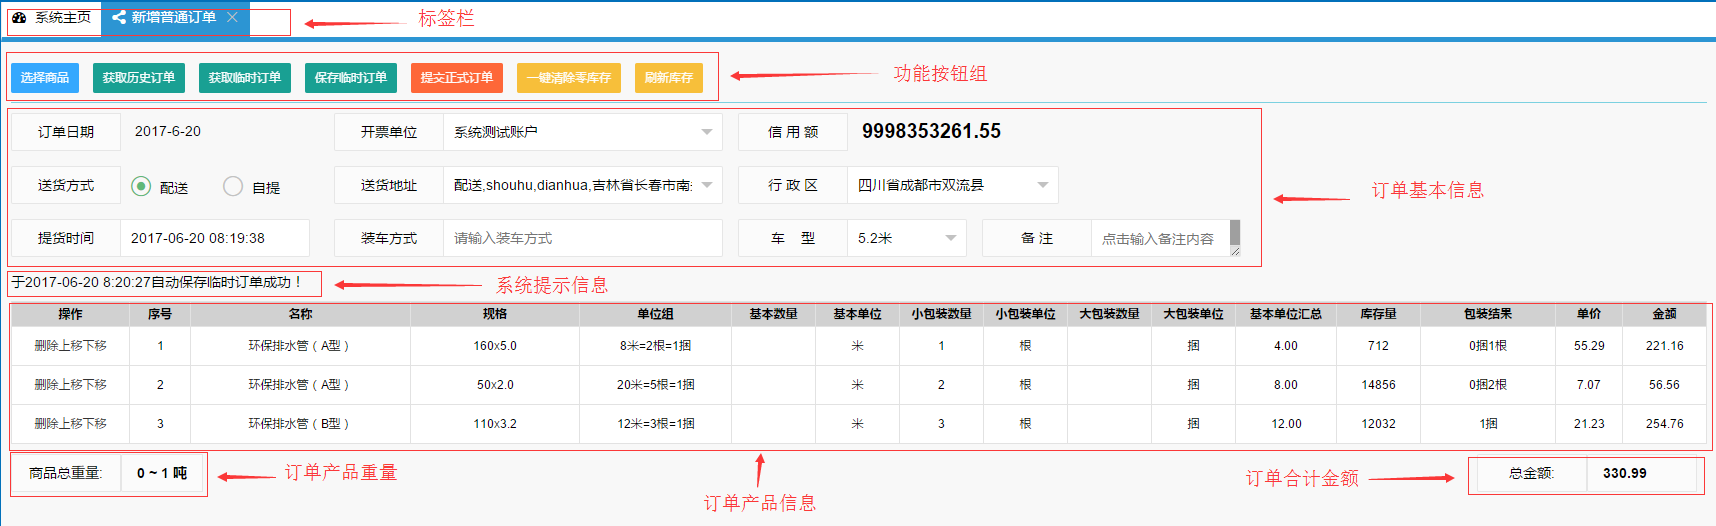 系统主页 新增普通订单 标签栏
选择商品 获取历史订单 获取临时订单 保存临时订单 提交正式订单 一键清除零库存 刷新库存 功能按钮组
订单日期 2017-6-20 开票单位 系统测试账户 信 用 额 9998353261.55
送货方式 配送 自提 送货地址 配送,shouhu,dianhua,吉林省长春市南 行 政 区 四川省成都市双流县 订单基本信息
提货时间 2017-06-20 08:19:38 装车方式 请输入装车方式 车 型 5.2米 备 注 点击输入备注内容
于2017-06-20 8:20:27自动保存临时订单成功！ 系统提示信息
操作 序号 名称 规格 单位组 基本数量 基本单位 小包装数量 小包装单位 大包装数量 大包装单位 基本单位汇总 库存量 包装结果 单价 金额
删除上移下移 1 环保排水管（A型） 160x5.0 8米=2根=1捆 米 1 根 捆 4.00 712 0捆1根 55.29 221.16
删除上移下移 2 环保排水管（A型） 50x2.0 20米=5根=1捆 米 2 根 捆 8.00 14856 0捆2根 7.07 56.56
删除上移下移 3 环保排水管（B型） 110x3.2 12米=3根=1捆 米 3 根 捆 12.00 12032 1捆 21.23 254.76
商品总重量: 0 ~ 1 吨 订单产品重量 订单合计金额 总金额: 330.99
订单产品信息